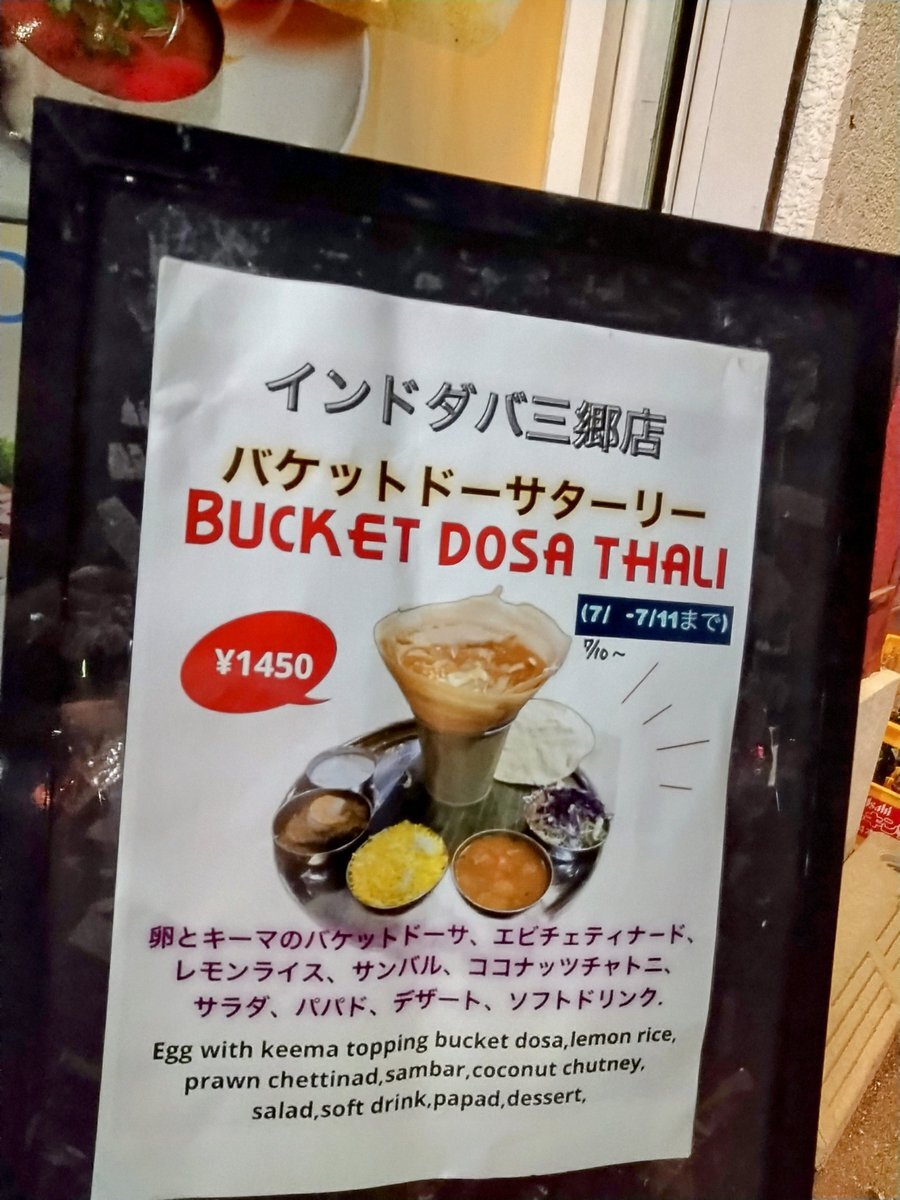 インドダバ三郷店
バケットドーサターリー
BUCKET DOSA THALI
(7/ -7/11まで)
7/10~
¥1450
卵とキーマのバケットドーサ、エビチェティナード、
レモンライス、サンバル、ココナッツチャトニ、
サラダ、パパド、デザート、ソフトドリンク.
Egg with keema topping bucket dosa,lemon rice,
prawn chettinad,sambar,coconut chutney,
salad,soft drink,papad,dessert,
Asahi